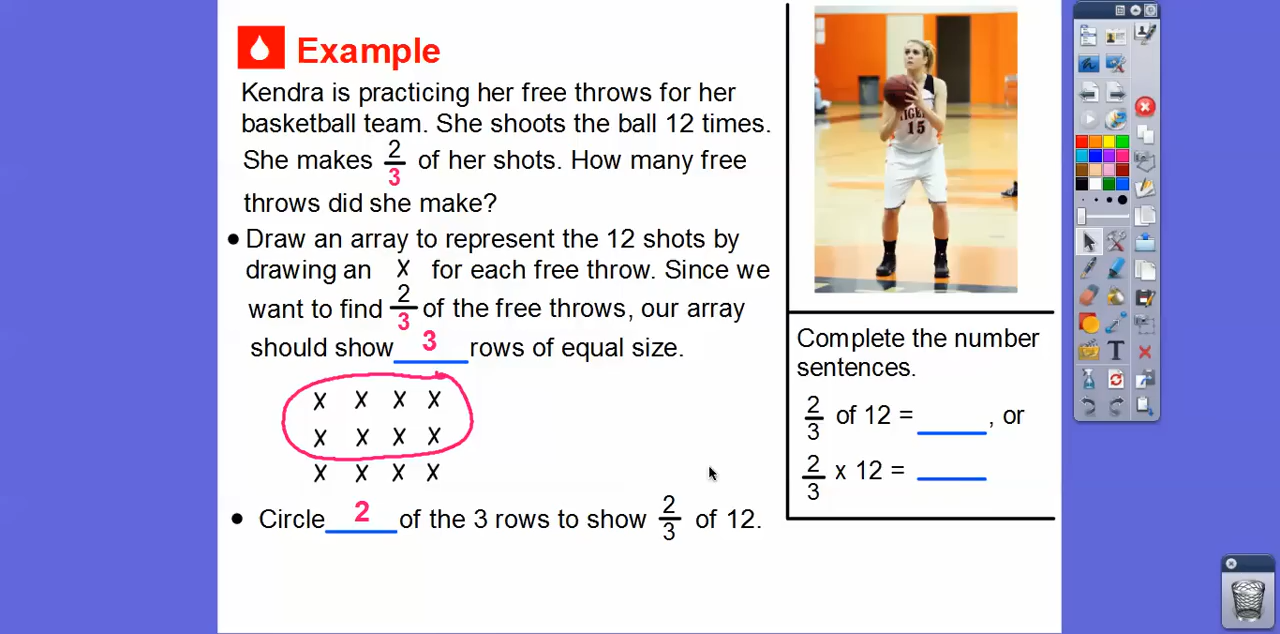 Example
Kendra is practicing her free throws for her
basketball team. She shoots the ball 12 times.
She makes 2/3 of her shots. How many free
throws did she make?
• Draw an array to represent the 12 shots by
drawing an x for each free throw. Since we
want to find 2/3 of the free throws, our array
should show 3 rows of equal size.
x x x x
x x x x
x x x x
• Circle 2 of the 3 rows to show 2/3 of 12.
TIGERS
15
Complete the number
sentences.
2/3 of 12 = ______, or
2/3 x 12 = ______
T